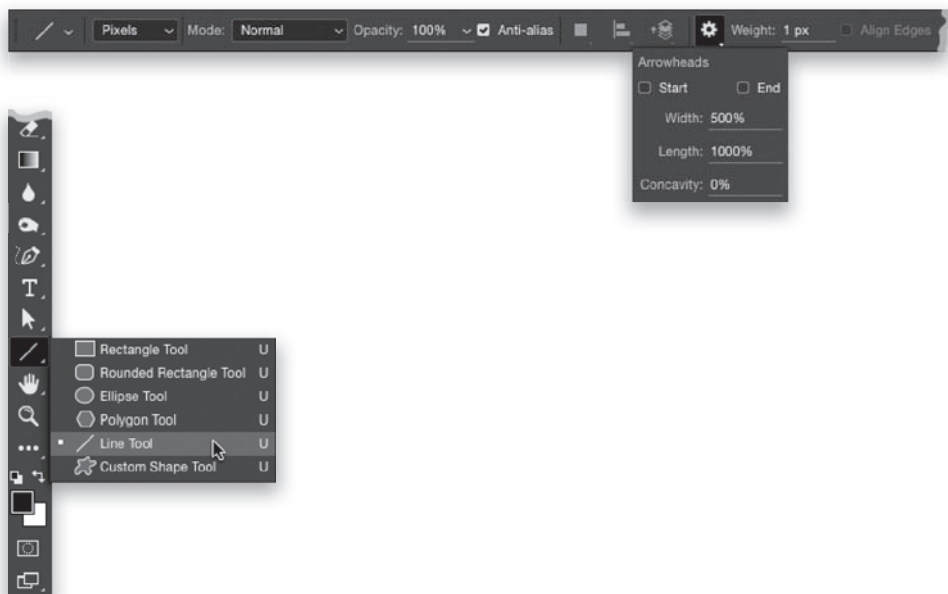 Pixels Mode: Normal Opacity: 100% Anti-alias Weight: 1 px Align Edges
Arrowheads
Start End
Width: 500%
Length: 1000%
Concavity: 0%
T
Rectangle Tool U
Rounded Rectangle Tool U
Ellipse Tool U
Polygon Tool U
Line Tool U
Custom Shape Tool U